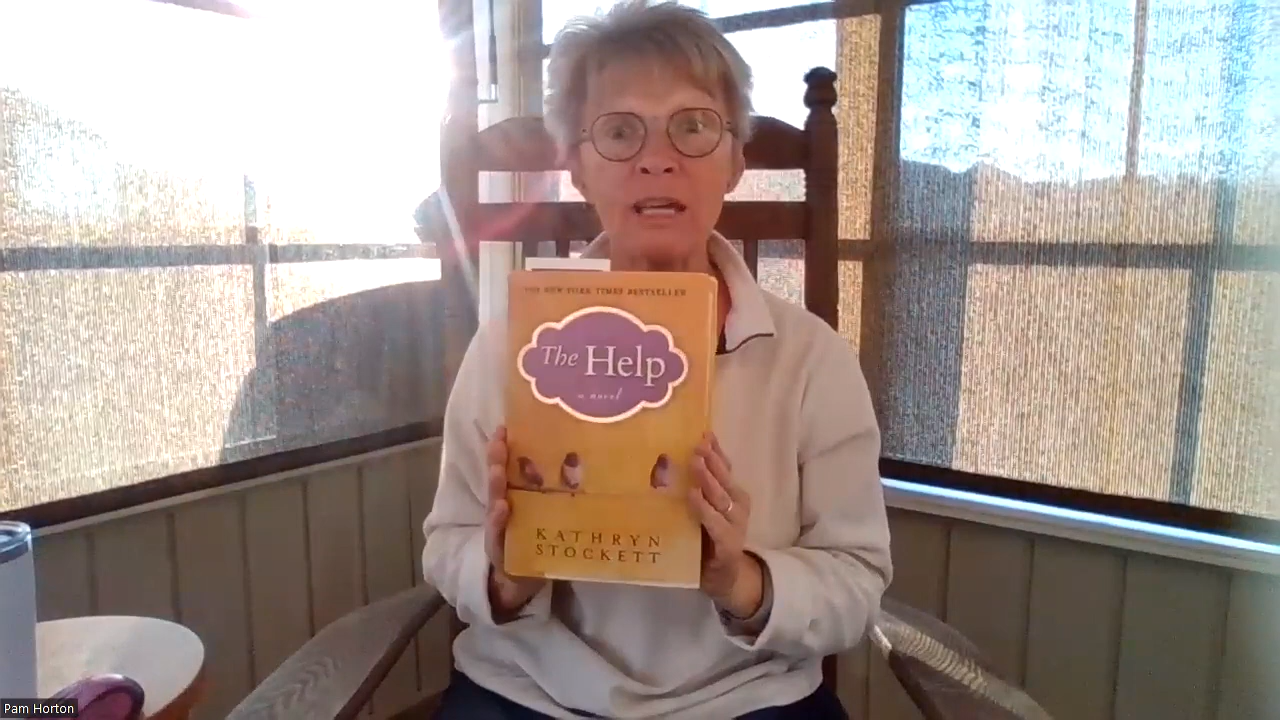 THE NEW YORK TIMES BESTSELLER
The Help
a novel
KATHRYN
STOCKETT
Pam Horton